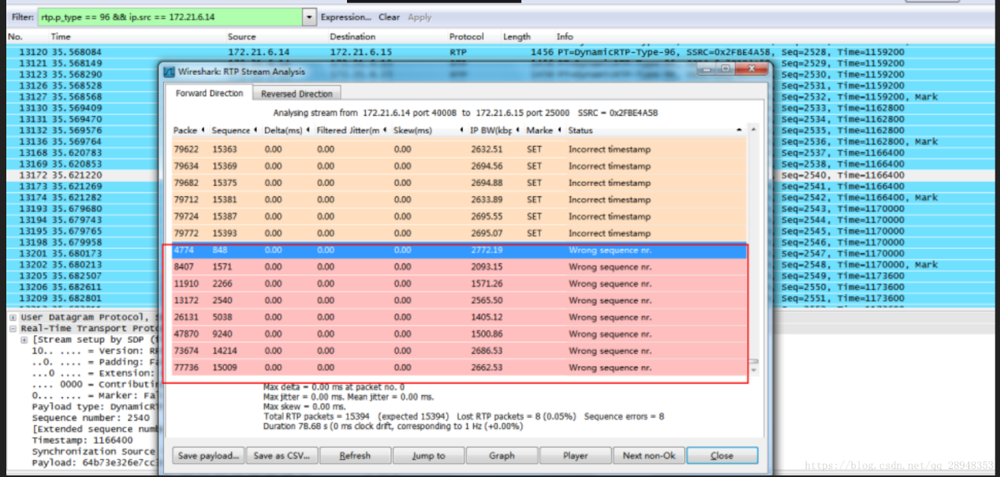 Filter: rtp.p_type == 96 && ip.src == 172.21.6.14 Expression... Clear Apply
No. Time Source Destination Protocol Length Info
13120 35.568084 172.21.6.14 172.21.6.15 RTP 1456 PT=DynamicRTP-Type-96, SSRC=0x2FBE4A58, Seq=2528, Time=1159200
13121 35.568149 Seq=2529, Time=1159200
13123 35.568290 Seq=2530, Time=1159200
13126 35.568528 Seq=2531, Time=1159200
13127 35.568568 Seq=2532, Time=1159200, Mark
13130 35.569409 Seq=2533, Time=1162800
13131 35.569470 Seq=2534, Time=1162800
13132 35.569576 Seq=2535, Time=1162800
13136 35.569764 Seq=2536, Time=1162800, Mark
13168 35.620783 Seq=2537, Time=1166400
13169 35.620853 Seq=2538, Time=1166400
13172 35.621220 Seq=2540, Time=1166400
13173 35.621269 Seq=2541, Time=1166400
13174 35.621282 Seq=2542, Time=1166400, Mark
13193 35.679680 Seq=2543, Time=1170000
13194 35.679743 Seq=2544, Time=1170000
13195 35.679765 Seq=2545, Time=1170000
13198 35.679958 Seq=2546, Time=1170000
13201 35.680173 Seq=2547, Time=1170000
13202 35.680213 Seq=2548, Time=1170000, Mark
13205 35.682507 Seq=2549, Time=1173600
13206 35.682611 Seq=2550, Time=1173600
13209 35.682801 Seq=2551, Time=1173600
User Datagram Protocol,
Real-Time Transport Proto
[Stream setup by SDP (
10.. .... = Version: RF
..0. .... = Padding: Fa
...0 .... = Extension:
.... 0000 = Contributin
0... .... = Marker: Fal
Payload type: DynamicRT
Sequence number: 2540
[Extended sequence numb
Timestamp: 1166400
Synchronization Source
Payload: 64b73e326e7cc3
Wireshark: RTP Stream Analysis
Forward Direction Reversed Direction
Analysing stream from 172.21.6.14 port 40008 to 172.21.6.15 port 25000 SSRC = 0x2FBE4A58
Packe Sequence Delta(ms) Filtered Jitter(m Skew(ms) IP BW(kbp Marke Status
79622 15363 0.00 0.00 0.00 2632.51 SET Incorrect timestamp
79634 15369 0.00 0.00 0.00 2694.56 SET Incorrect timestamp
79682 15375 0.00 0.00 0.00 2694.88 SET Incorrect timestamp
79712 15381 0.00 0.00 0.00 2633.89 SET Incorrect timestamp
79724 15387 0.00 0.00 0.00 2695.55 SET Incorrect timestamp
79772 15393 0.00 0.00 0.00 2695.07 SET Incorrect timestamp
4774 848 0.00 0.00 0.00 2772.19 Wrong sequence nr.
8407 1571 0.00 0.00 0.00 2093.15 Wrong sequence nr.
11910 2266 0.00 0.00 0.00 1571.26 Wrong sequence nr.
13172 2540 0.00 0.00 0.00 2565.50 Wrong sequence nr.
26131 5038 0.00 0.00 0.00 1405.12 Wrong sequence nr.
47870 9240 0.00 0.00 0.00 1500.86 Wrong sequence nr.
73674 14214 0.00 0.00 0.00 2686.53 Wrong sequence nr.
77736 15009 0.00 0.00 0.00 2662.53 Wrong sequence nr.
Max delta = 0.00 ms at packet no. 0
Max jitter = 0.00 ms. Mean jitter = 0.00 ms.
Max skew = 0.00 ms.
Total RTP packets = 15394 (expected 15394) Lost RTP packets = 8 (0.05%) Sequence errors = 8
Duration 78.68 s (0 ms clock drift, corresponding to 1 Hz (+0.00%)
Save payload... Save as CSV... Refresh Jump to Graph Player Next non-Ok Close
https://blog.csdn.net/qq_28948353